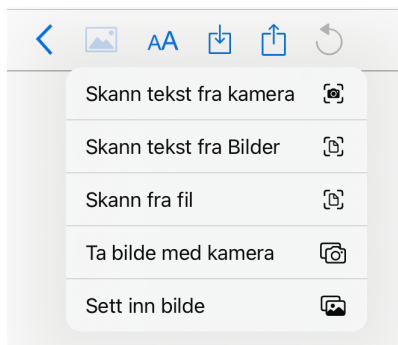 AA
Skann tekst fra kamera
Skann tekst fra Bilder
Skann fra fil
Ta bilde med kamera
Sett inn bilde